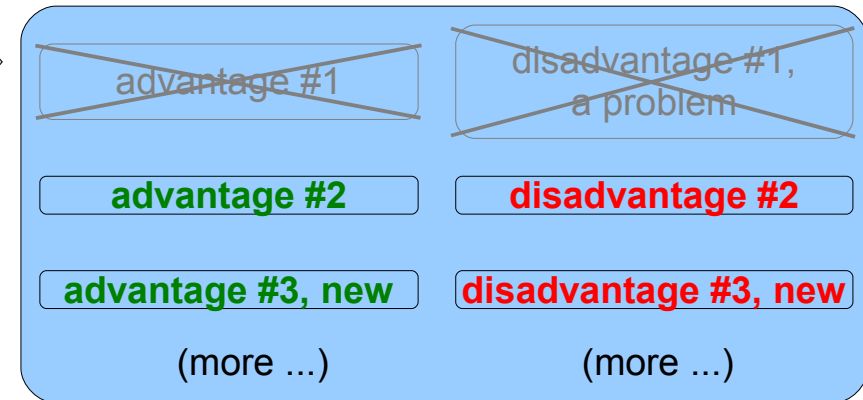 advantage #1
disadvantage #1,
a problem
advantage #2
disadvantage #2
advantage #3, new
disadvantage #3, new
(more ...)
(more ...)